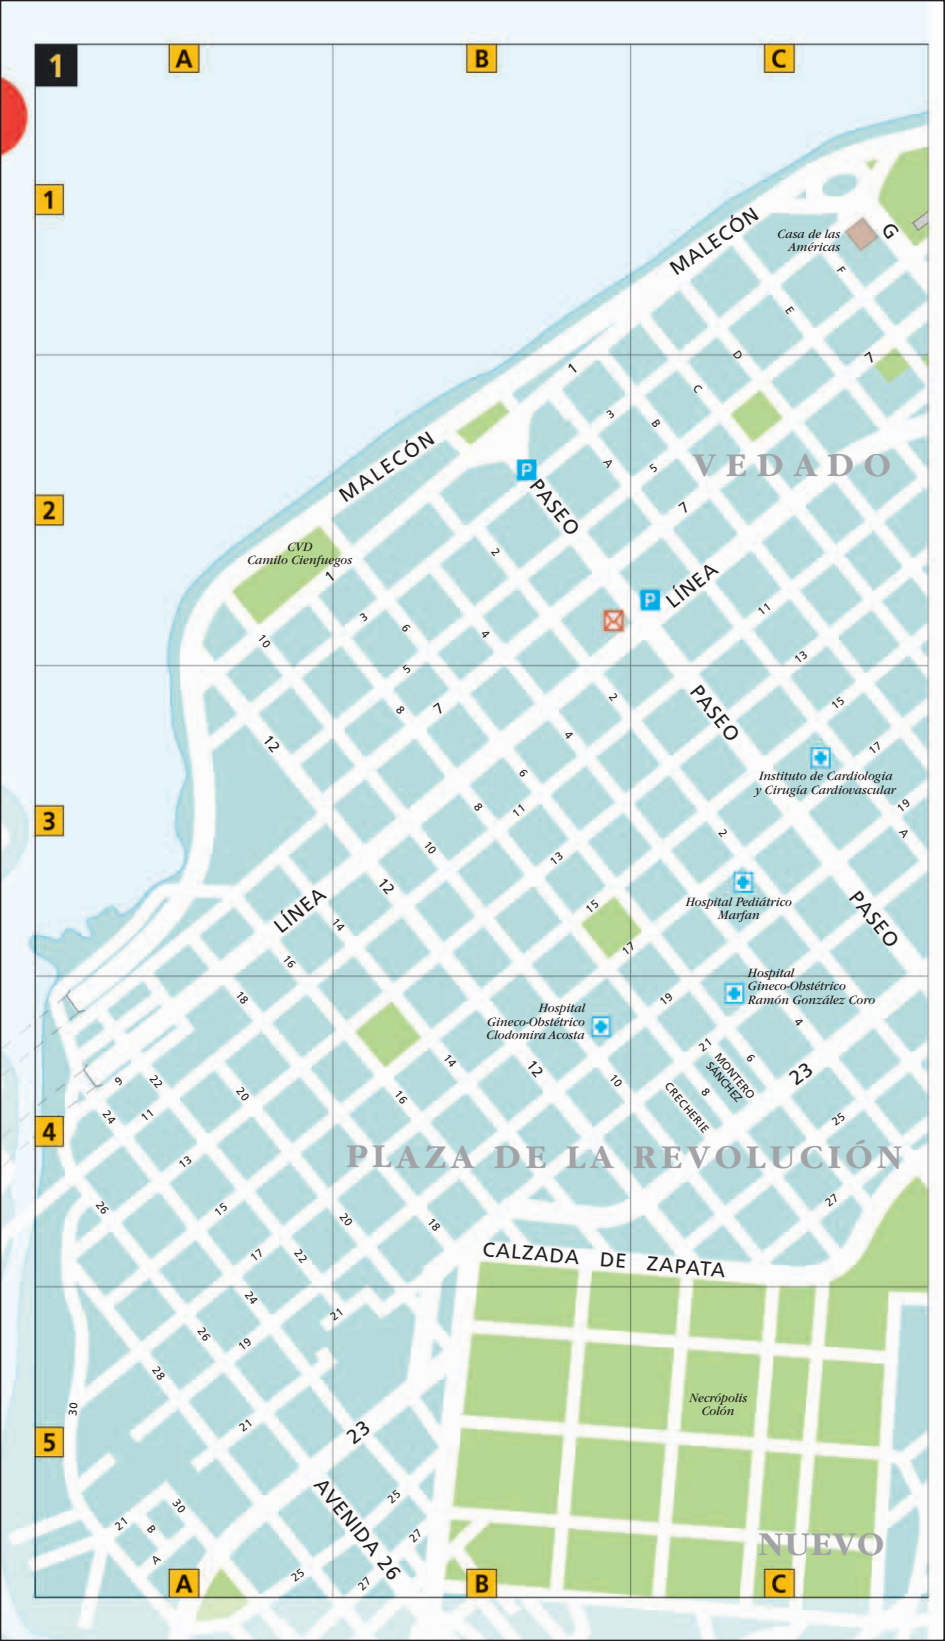 1
A
B
C
1
MALECÓN
Casa de las
Américas
G
F
E
D
7
C
1
3
B
A
5
VEDADO
MALECÓN
P
PASEO
7
2
2
CVD
Camilo Cienfuegos
1
P
LÍNEA
3
6
4
11
10
13
5
8
7
2
PASEO
15
12
4
17
Instituto de Cardiologia
y Cirugía Cardiovascular
6
8
11
19
3
2
A
10
13
12
Hospital Pediátrico
Marfan
LÍNEA
14
15
PASEO
17
16
18
Hospital
Gineco-Obstétrico
Ramón González Coro
19
Hospital
Gineco-Obstétrico
Clodomira Acosta
4
21
6
MONTERO
SÁNCHEZ
23
14
12
10
8
CRECHERIE
9
22
20
16
24
11
25
4
PLAZA DE LA REVOLUCIÓN
13
26
15
20
18
27
17
22
CALZADA DE ZAPATA
24
21
26
19
28
30
Necrópolis
Colón
21
23
5
AVENIDA 26
25
30
21
B
27
A
NUEVO
25
27
A
B
C